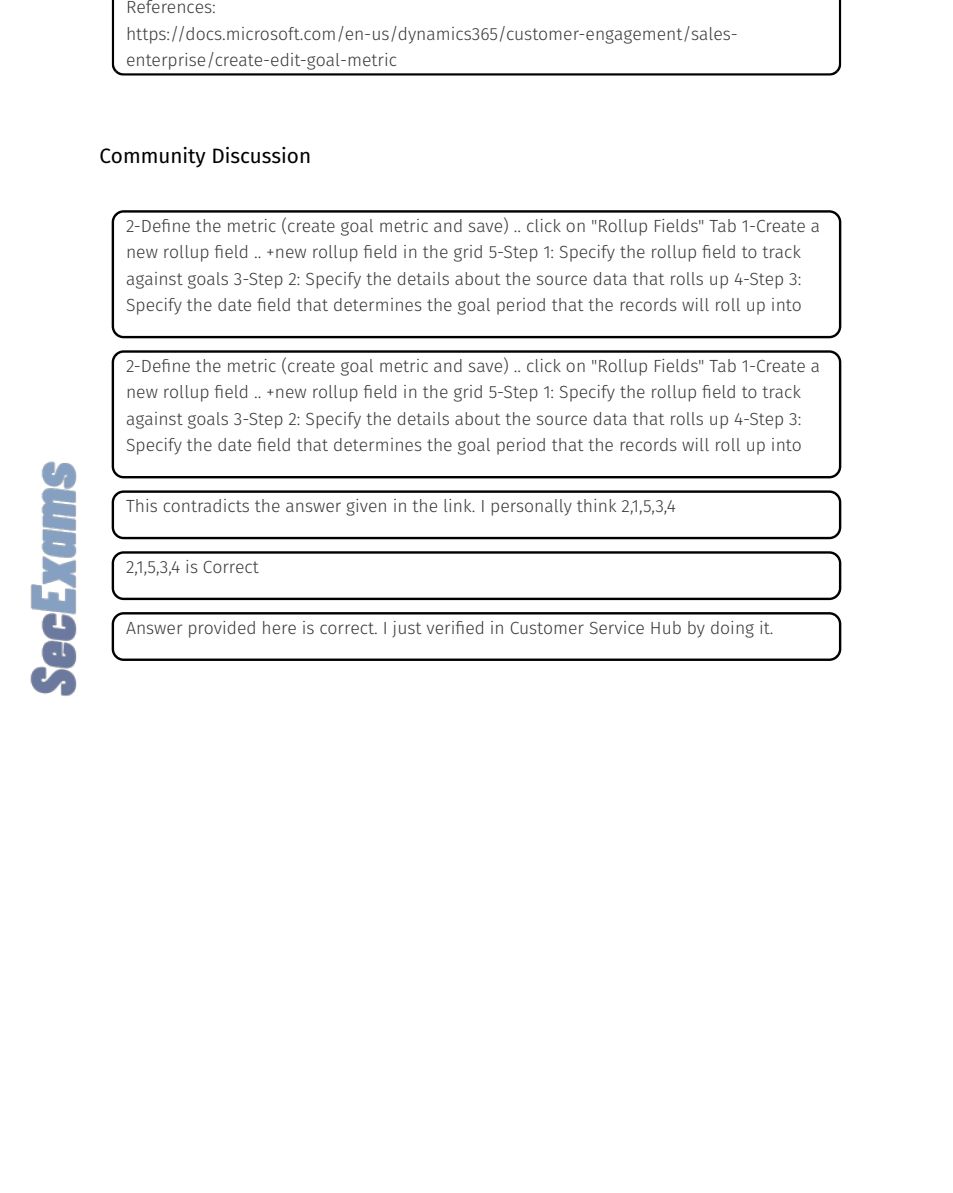 References:
https://docs.microsoft.com/en-us/dynamics365/customer-engagement/sales-
enterprise/create-edit-goal-metric
Community Discussion
2-Define the metric (create goal metric and save) .. click on "Rollup Fields" Tab 1-Create a
new rollup field .. +new rollup field in the grid 5-Step 1: Specify the rollup field to track
against goals 3-Step 2: Specify the details about the source data that rolls up 4-Step 3:
Specify the date field that determines the goal period that the records will roll up into
2-Define the metric (create goal metric and save) .. click on "Rollup Fields" Tab 1-Create a
new rollup field .. +new rollup field in the grid 5-Step 1: Specify the rollup field to track
against goals 3-Step 2: Specify the details about the source data that rolls up 4-Step 3:
Specify the date field that determines the goal period that the records will roll up into
This contradicts the answer given in the link. I personally think 2,1,5,3,4
2,1,5,3,4 is Correct
Answer provided here is correct. I just verified in Customer Service Hub by doing it.
SecExams